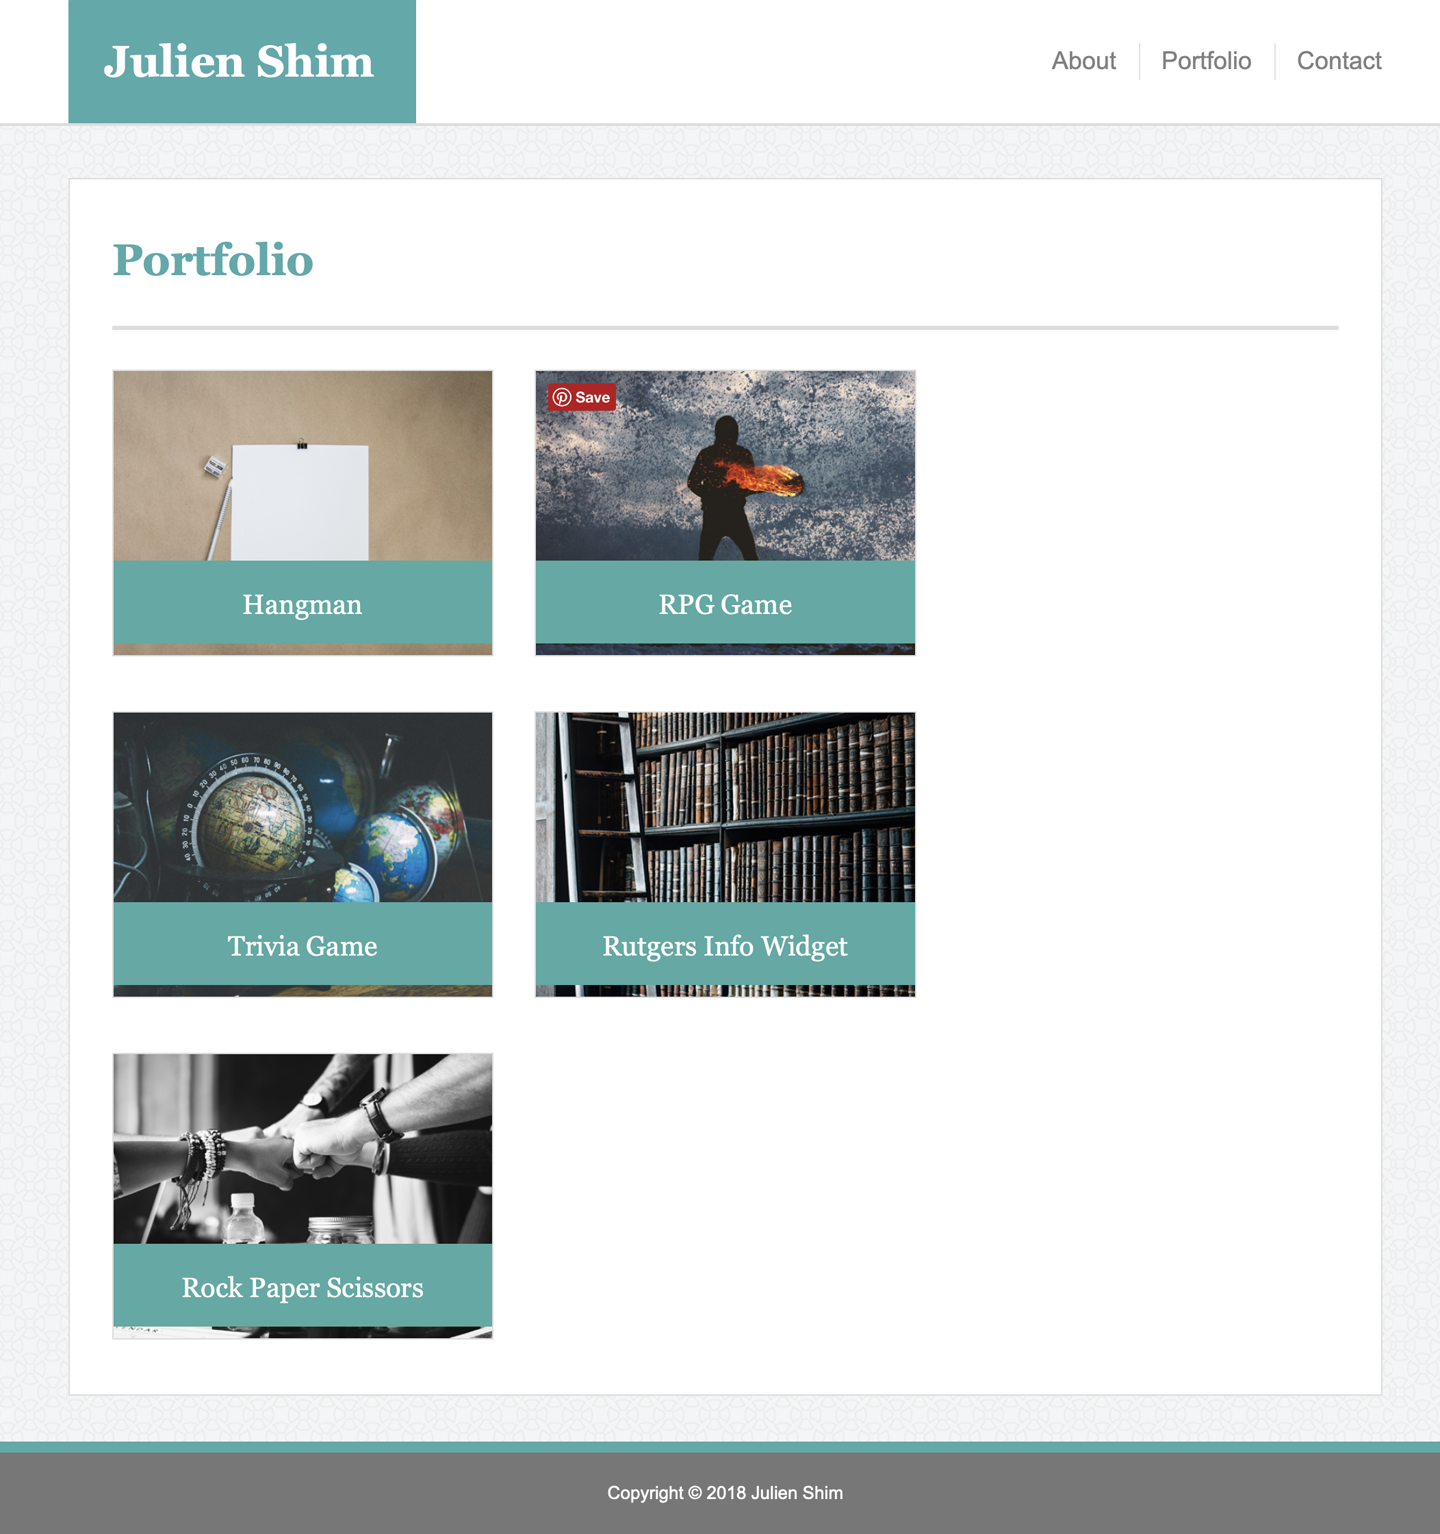 Julien Shim
About
Portfolio
Contact
Portfolio
Save
Hangman
RPG Game
Trivia Game
Rutgers Info Widget
Rock Paper Scissors
Copyright © 2018 Julien Shim